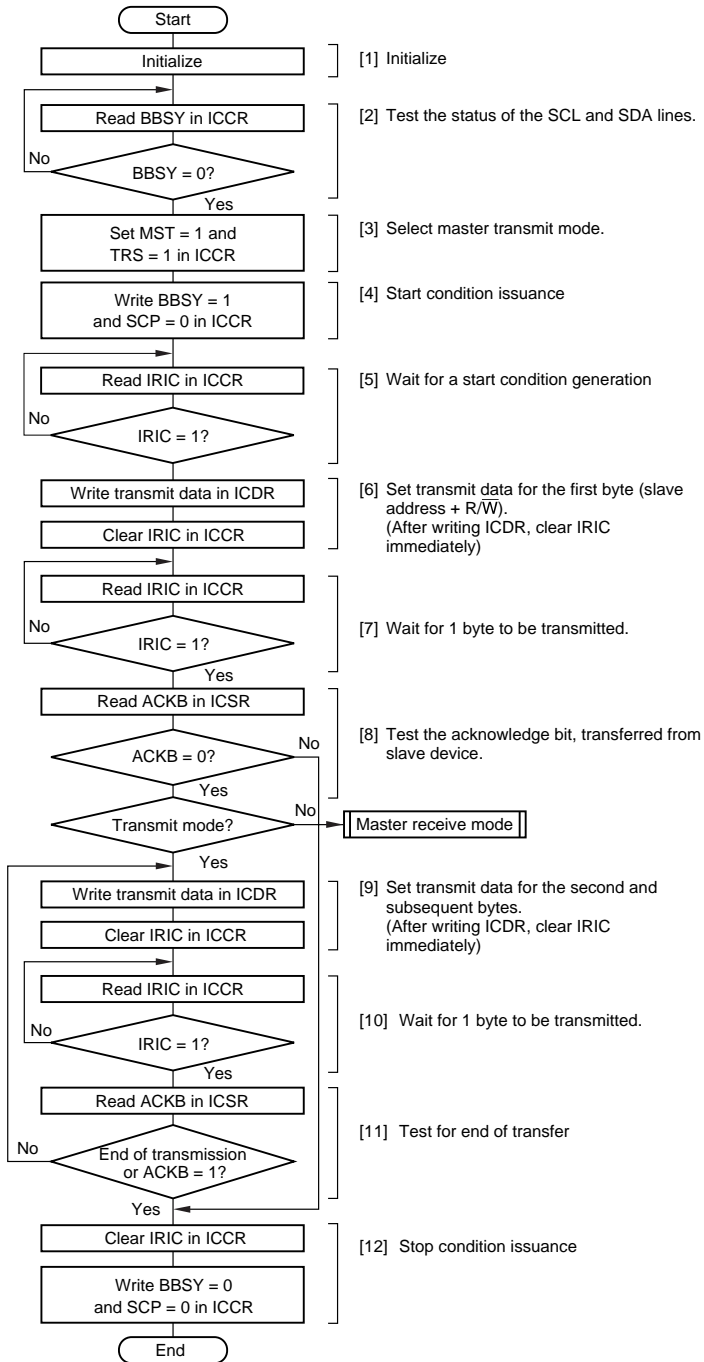 Start
Initialize
[1] Initialize
Read BBSY in ICCR
[2] Test the status of the SCL and SDA lines.
No
BBSY = 0?
Yes
Set MST = 1 and
TRS = 1 in ICCR
[3] Select master transmit mode.
Write BBSY = 1
and SCP = 0 in ICCR
[4] Start condition issuance
Read IRIC in ICCR
[5] Wait for a start condition generation
No
IRIC = 1?
Yes
Write transmit data in ICDR
Clear IRIC in ICCR
[6] Set transmit data for the first byte (slave
address + R/W̅).
(After writing ICDR, clear IRIC
immediately)
Read IRIC in ICCR
No
IRIC = 1?
[7] Wait for 1 byte to be transmitted.
Yes
Read ACKB in ICSR
[8] Test the acknowledge bit, transferred from
slave device.
No
ACKB = 0?
Yes
Transmit mode?
No
Master receive mode
Yes
Write transmit data in ICDR
Clear IRIC in ICCR
[9] Set transmit data for the second and
subsequent bytes.
(After writing ICDR, clear IRIC
immediately)
Read IRIC in ICCR
[10] Wait for 1 byte to be transmitted.
No
IRIC = 1?
Yes
Read ACKB in ICSR
[11] Test for end of transfer
No
End of transmission
or ACKB = 1?
Yes
Clear IRIC in ICCR
[12] Stop condition issuance
Write BBSY = 0
and SCP = 0 in ICCR
End